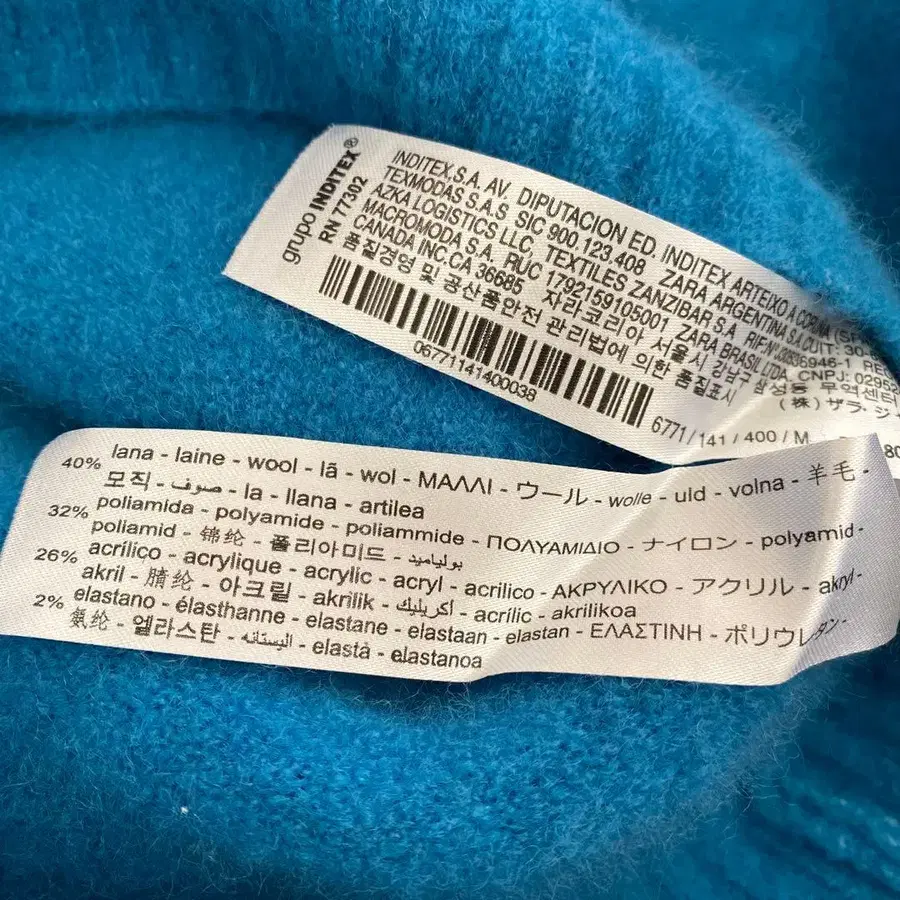 grupo INDITEX®
RN 77302
INDITEX,S.A. AV. DIPUTACION ED. INDITEX ARTEIXO A CORUÑA (SP
TEXMODAS S.A.S SIC 900.123.408 ZARA ARGENTINA S.A. CUIT: 30-6
AZKA LOGISTICS LLC, TEXTILES ZANZIBAR S.A RIF.Nº 6946-1 RE
MACROMODA S.A. RUC 1792159105001 ZARA BRASIL LTDA. CNPJ: 0295
CANADA INC.CA 36685 자라코리아 서울시 강남구 삼성동 무역센터
품질경영 및 공산품안전 관리법에 의한 품질표시 (株) ザラ・ジ
06771141400038
6771 / 141 / 400 / M
80
40% lana - laine - wool - lã - wol - ΜΑΛΛΙ - ウール - wolle - uld - volna - 羊毛 -
모직 - صوف - la - llana - artilea
32% poliamida - polyamide - poliammide - ΠΟΛΥΑΜΙΔΙΟ - ナイロン - polyamid -
poliamid - 锦纶 - 폴리아미드 - بولياميد
26% acrílico - acrylique - acrylic - acryl - acrilico - ΑΚΡΥΛΙΚΟ - アクリル - akryl -
akril - 腈纶 - 아크릴 - akrilik - أكريليك - acrílic - akrilikoa
2% elastano - élasthanne - elastane - elastaan - elastan - ΕΛΑΣΤΙΝΗ - ポリウレタン -
氨纶 - 엘라스탄 - اليستانه - elastà - elastanoa